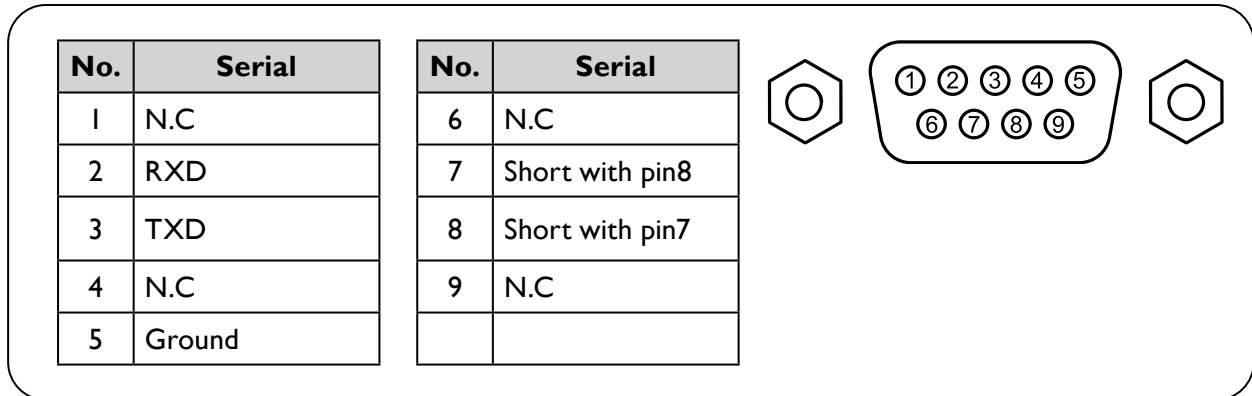 No. Serial
1 N.C
2 RXD
3 TXD
4 N.C
5 Ground
No. Serial
6 N.C
7 Short with pin8
8 Short with pin7
9 N.C
1 2 3 4 5
6 7 8 9